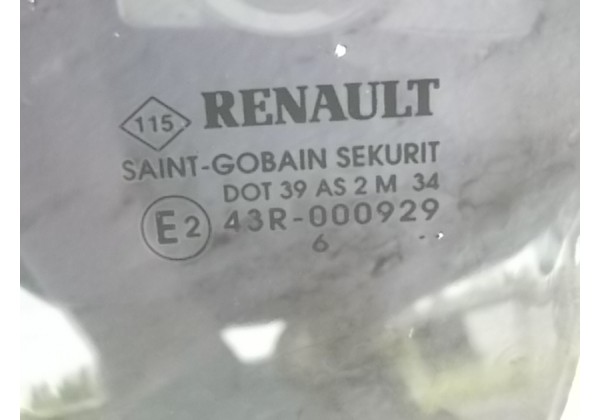 115 RENAULT
SAINT-GOBAIN SEKURIT
DOT 39 AS 2 M 34
E2 43R-000929
6